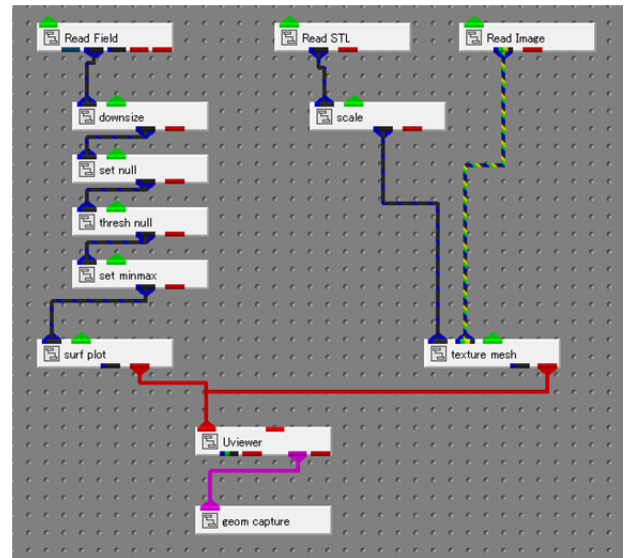 Read Field
Read STL
Read Image
downsize
scale
set null
thresh null
set minmax
surf plot
texture mesh
Uviewer
geom capture